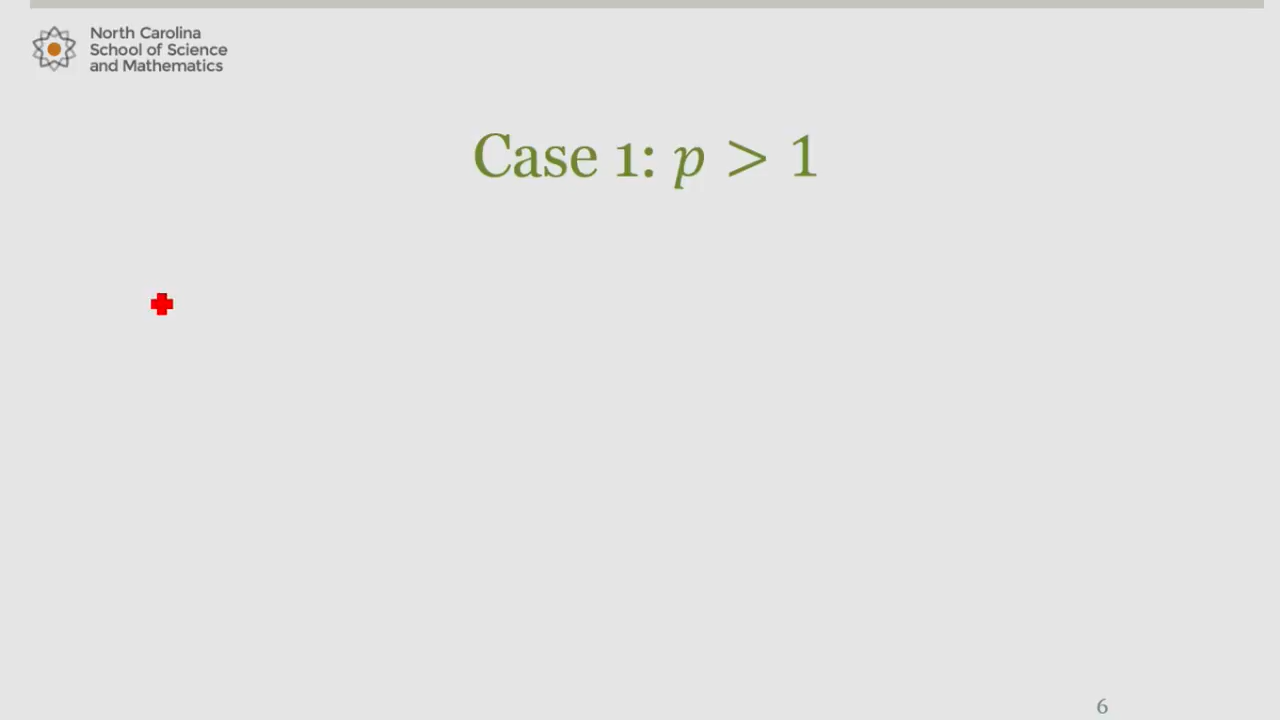 North Carolina
School of Science
and Mathematics
Case 1: p > 1
6